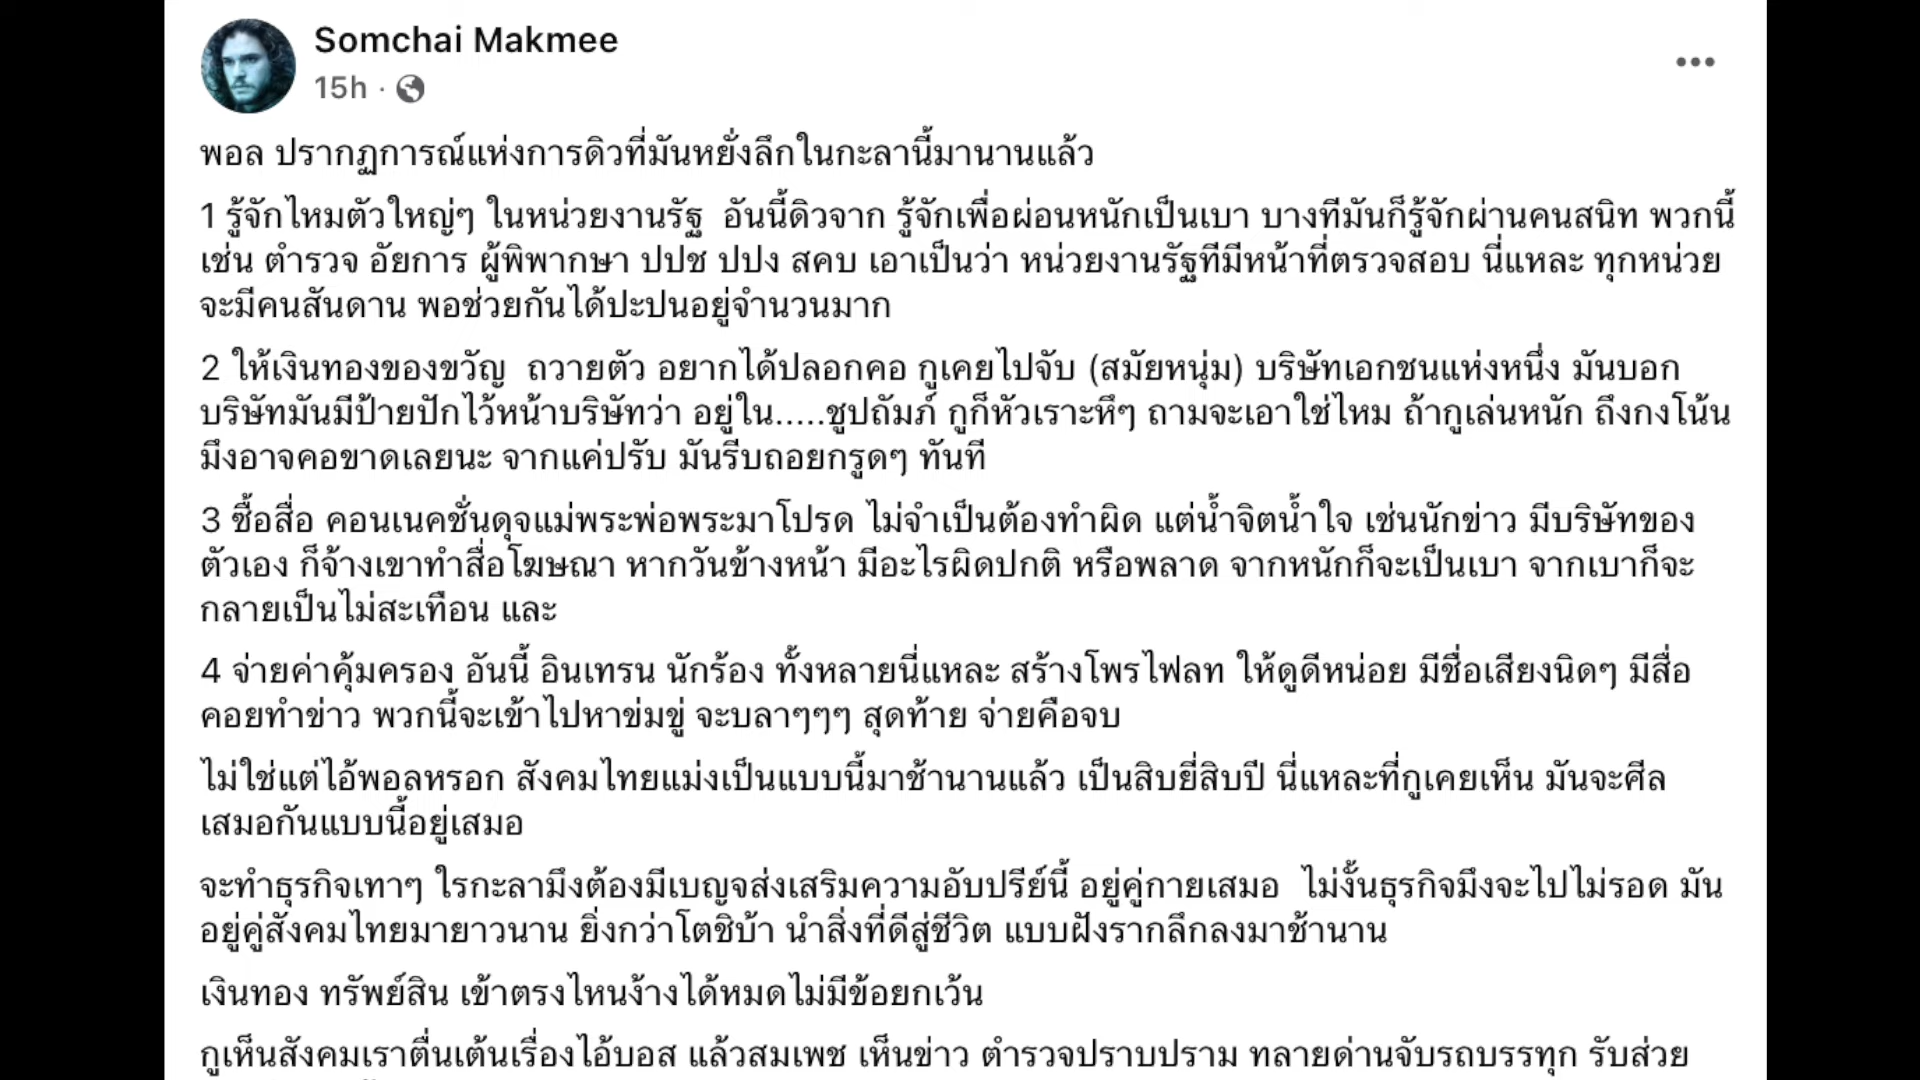 Somchai Makmee
15h ·
พอล ปรากฏการณ์แห่งการดิวที่มันหยั่งลึกในกะลานี้มานานแล้ว
1 รู้จักไหมตัวใหญ่ๆ ในหน่วยงานรัฐ  อันนี้ดิวจาก รู้จักเพื่อผ่อนหนักเป็นเบา บางทีมันก็รู้จักผ่านคนสนิท พวกนี้
เช่น ตำรวจ อัยการ ผู้พิพากษา ปปช ปปง สคบ เอาเป็นว่า หน่วยงานรัฐทีมีหน้าที่ตรวจสอบ นี่แหละ ทุกหน่วย
จะมีคนสันดาน พอช่วยกันได้ปะปนอยู่จำนวนมาก
2 ให้เงินทองของขวัญ  ถวายตัว อยากได้ปลอกคอ กูเคยไปจับ (สมัยหนุ่ม) บริษัทเอกชนแห่งหนึ่ง มันบอก
บริษัทมันมีป้ายปักไว้หน้าบริษัทว่า อยู่ใน.....ชูปถัมภ์ กูก็หัวเราะหึๆ ถามจะเอาใช่ไหม ถ้ากูเล่นหนัก ถึงกงโน้น
มึงอาจคอขาดเลยนะ จากแค่ปรับ มันรีบถอยกรูดๆ ทันที
3 ซื้อสื่อ คอนเนคชั่นดุจแม่พระพ่อพระมาโปรด ไม่จำเป็นต้องทำผิด แต่น้ำจิตน้ำใจ เช่นนักข่าว มีบริษัทของ
ตัวเอง ก็จ้างเขาทำสื่อโฆษณา หากวันข้างหน้า มีอะไรผิดปกติ หรือพลาด จากหนักก็จะเป็นเบา จากเบาก็จะ
กลายเป็นไม่สะเทือน และ
4 จ่ายค่าคุ้มครอง อันนี้ อินเทรน นักร้อง ทั้งหลายนี่แหละ สร้างโพรไฟลท ให้ดูดีหน่อย มีชื่อเสียงนิดๆ มีสื่อ
คอยทำข่าว พวกนี้จะเข้าไปหาข่มขู่ จะบลาๆๆๆ สุดท้าย จ่ายคือจบ
ไม่ใช่แต่ไอ้พอลหรอก สังคมไทยแม่งเป็นแบบนี้มาช้านานแล้ว เป็นสิบยี่สิบปี นี่แหละที่กูเคยเห็น มันจะศีล
เสมอกันแบบนี้อยู่เสมอ
จะทำธุรกิจเทาๆ ใรกะลามึงต้องมีเบญจส่งเสริมความอับปรีย์นี้ อยู่คู่กายเสมอ  ไม่งั้นธุรกิจมึงจะไปไม่รอด มัน
อยู่คู่สังคมไทยมายาวนาน ยิ่งกว่าโตชิบ้า นำสิ่งที่ดีสู่ชีวิต แบบฝังรากลึกลงมาช้านาน
เงินทอง ทรัพย์สิน เข้าตรงไหนง้างได้หมดไม่มีข้อยกเว้น
กูเห็นสังคมเราตื่นเต้นเรื่องไอ้บอส แล้วสมเพช เห็นข่าว ตำรวจปราบปราม ทลายด่านจับรถบรรทุก รับส่วย